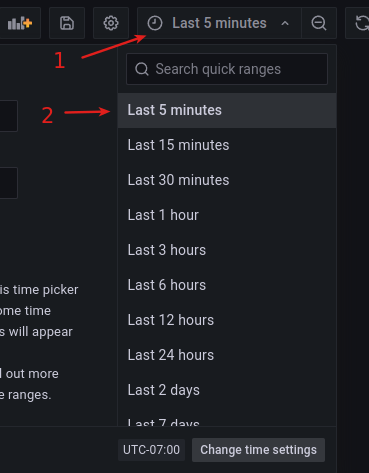 Last 5 minutes
1
Search quick ranges
2
Last 5 minutes
Last 15 minutes
Last 30 minutes
Last 1 hour
Last 3 hours
Last 6 hours
is time picker
ome time
Last 12 hours
s will appear
Last 24 hours
out more
e ranges.
Last 2 days
Last 7 days
UTC-07:00 Change time settings